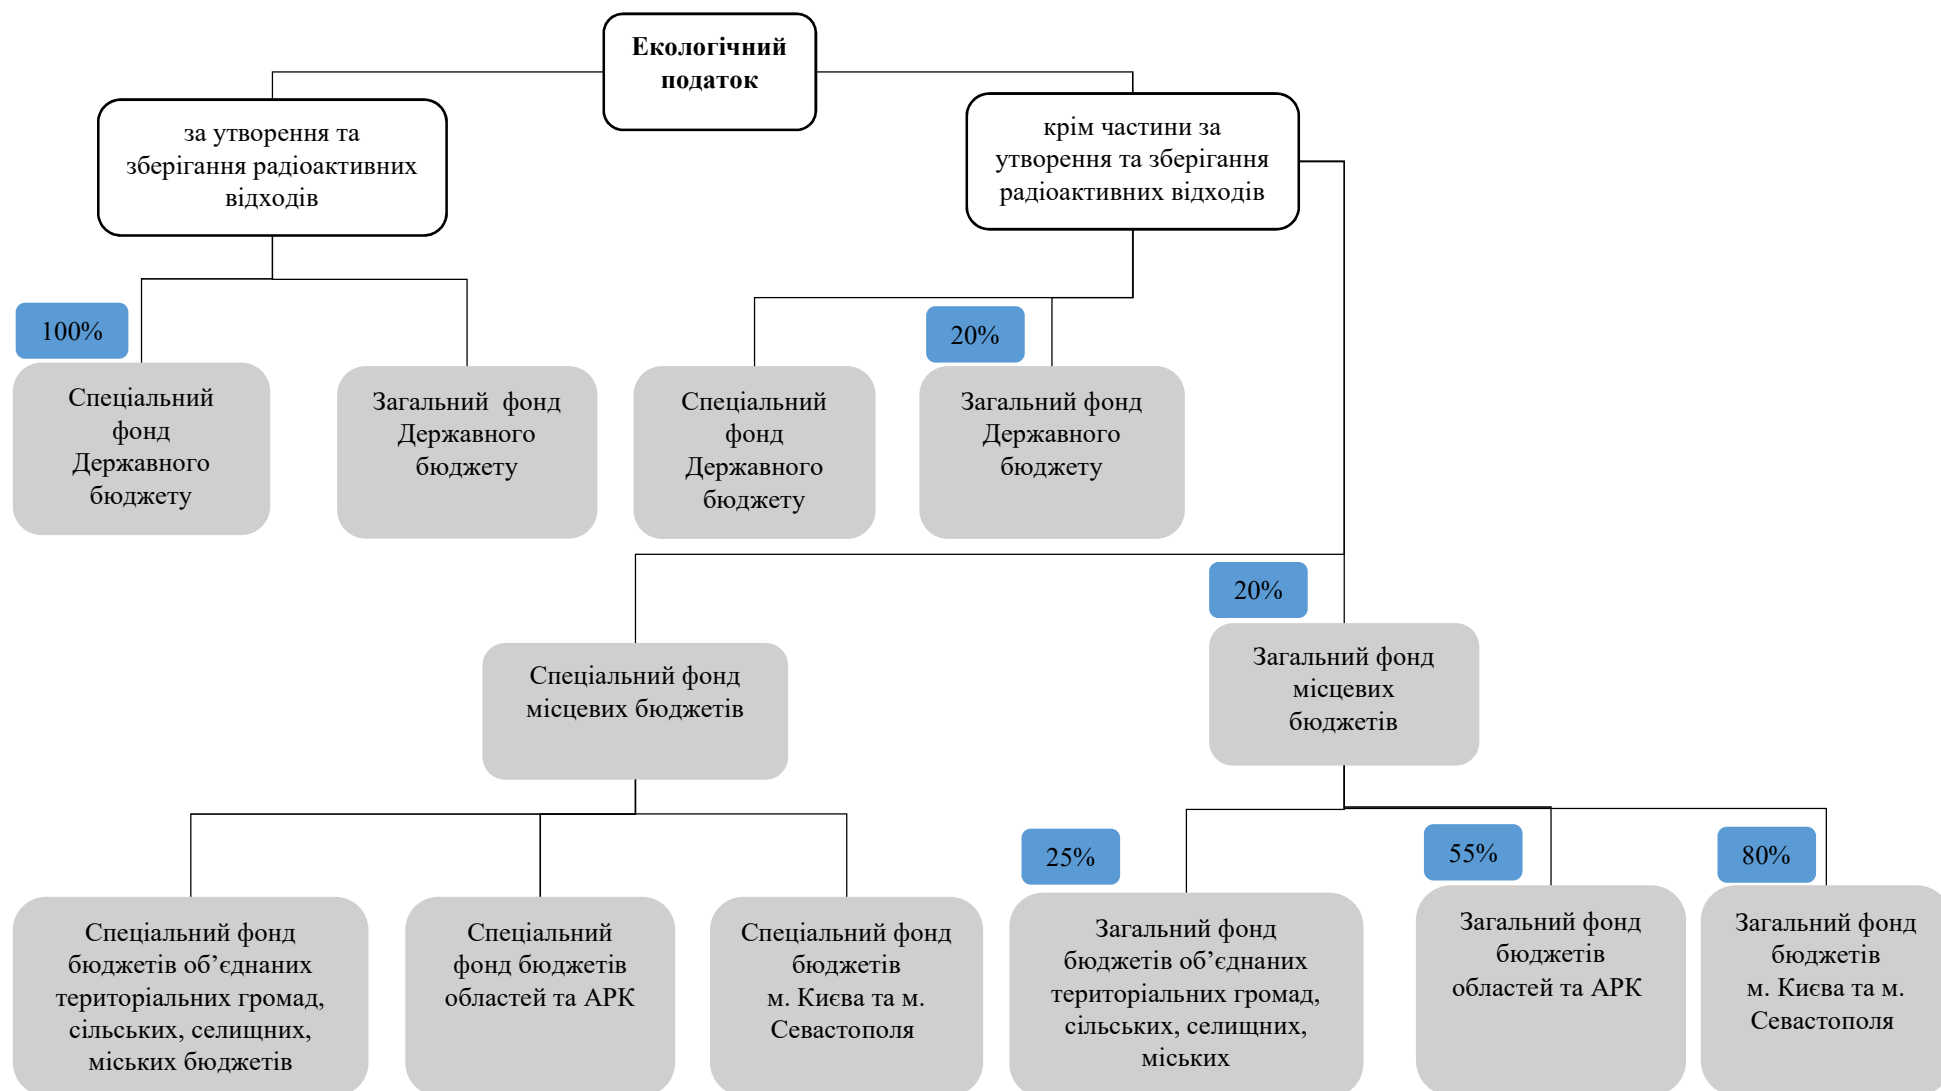 Екологічний
податок
за утворення та
зберігання радіоактивних
відходів
крім частини за
утворення та зберігання
радіоактивних відходів
100%
20%
Спеціальний
фонд
Державного
бюджету
Загальний фонд
Державного
бюджету
Спеціальний
фонд
Державного
бюджету
Загальний фонд
Державного
бюджету
20%
Спеціальний фонд
місцевих бюджетів
Загальний фонд
місцевих
бюджетів
25%
55%
80%
Спеціальний фонд
бюджетів об’єднаних
територіальних громад,
сільських, селищних,
міських бюджетів
Спеціальний
фонд бюджетів
областей та АРК
Спеціальний фонд
бюджетів
м. Києва та м.
Севастополя
Загальний фонд
бюджетів об’єднаних
територіальних громад,
сільських, селищних,
міських
Загальний фонд
бюджетів
областей та АРК
Загальний фонд
бюджетів
м. Києва та м.
Севастополя